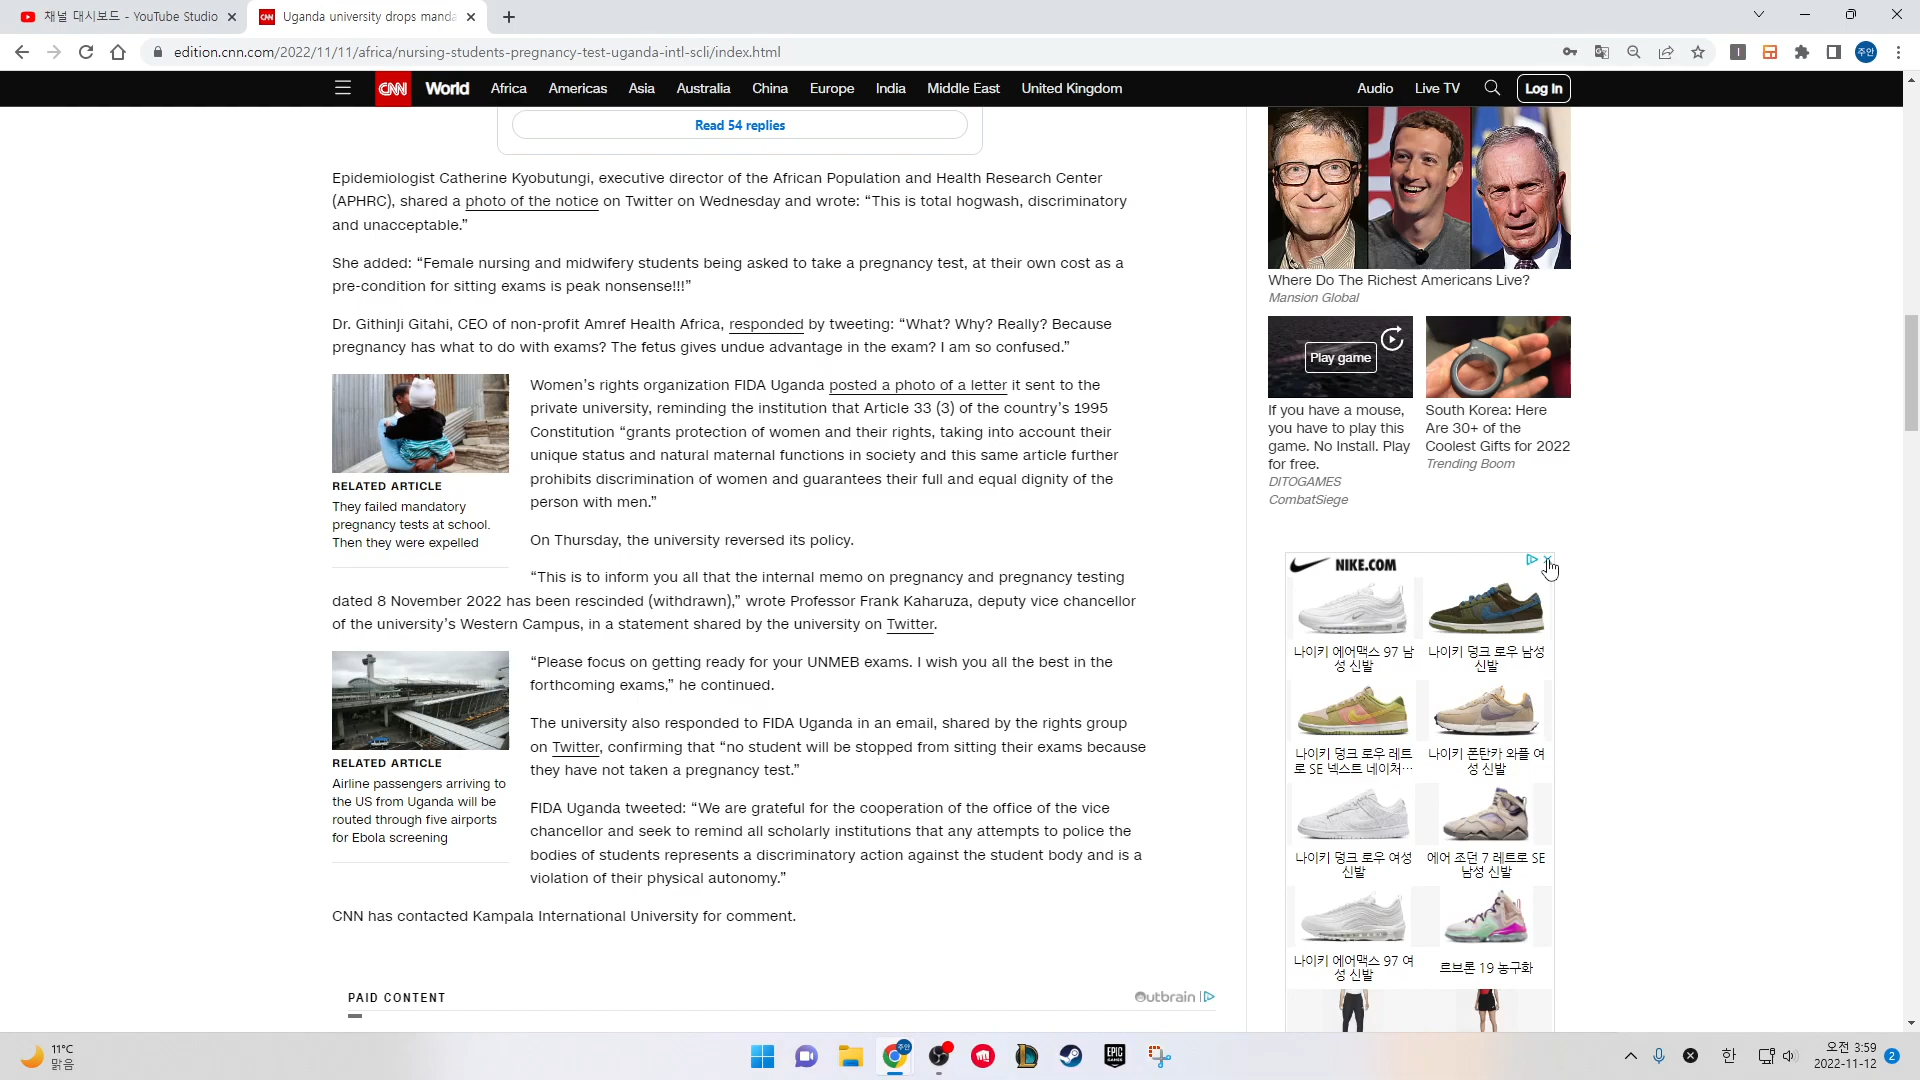 채널 대시보드 - YouTube Studio
Uganda university drops manda
edition.cnn.com/2022/11/11/africa/nursing-students-pregnancy-test-uganda-intl-scli/index.html
주안
CNN World Africa Americas Asia Australia China Europe India Middle East United Kingdom Audio Live TV Log In
Read 54 replies
Epidemiologist Catherine Kyobutungi, executive director of the African Population and Health Research Center
(APHRC), shared a photo of the notice on Twitter on Wednesday and wrote: “This is total hogwash, discriminatory
and unacceptable.”
She added: “Female nursing and midwifery students being asked to take a pregnancy test, at their own cost as a
pre-condition for sitting exams is peak nonsense!!!”
Dr. Githinji Gitahi, CEO of non-profit Amref Health Africa, responded by tweeting: “What? Why? Really? Because
pregnancy has what to do with exams? The fetus gives undue advantage in the exam? I am so confused.”
RELATED ARTICLE
They failed mandatory
pregnancy tests at school.
Then they were expelled
Women’s rights organization FIDA Uganda posted a photo of a letter it sent to the
private university, reminding the institution that Article 33 (3) of the country’s 1995
Constitution “grants protection of women and their rights, taking into account their
unique status and natural maternal functions in society and this same article further
prohibits discrimination of women and guarantees their full and equal dignity of the
person with men.”
On Thursday, the university reversed its policy.
“This is to inform you all that the internal memo on pregnancy and pregnancy testing
dated 8 November 2022 has been rescinded (withdrawn),” wrote Professor Frank Kaharuza, deputy vice chancellor
of the university’s Western Campus, in a statement shared by the university on Twitter.
RELATED ARTICLE
Airline passengers arriving to
the US from Uganda will be
routed through five airports
for Ebola screening
“Please focus on getting ready for your UNMEB exams. I wish you all the best in the
forthcoming exams,” he continued.
The university also responded to FIDA Uganda in an email, shared by the rights group
on Twitter, confirming that “no student will be stopped from sitting their exams because
they have not taken a pregnancy test.”
FIDA Uganda tweeted: “We are grateful for the cooperation of the office of the vice
chancellor and seek to remind all scholarly institutions that any attempts to police the
bodies of students represents a discriminatory action against the student body and is a
violation of their physical autonomy.”
CNN has contacted Kampala International University for comment.
PAID CONTENT
Outbrain
Where Do The Richest Americans Live?
Mansion Global
Play game
If you have a mouse,
you have to play this
game. No Install. Play
for free.
DITOGAMES
CombatSiege
South Korea: Here
Are 30+ of the
Coolest Gifts for 2022
Trending Boom
NIKE.COM
나이키 에어맥스 97 남
성 신발
나이키 덩크 로우 남성
신발
나이키 덩크 로우 레트
로 SE 넥스트 네이처…
나이키 폰탄카 와플 여
성 신발
나이키 덩크 로우 여성
신발
에어 조던 7 레트로 SE
남성 신발
나이키 에어맥스 97 여
성 신발
르브론 19 농구화
11°C
맑음
주안
EPIC
GAMES
한
오전 3:59
2022-11-12
2